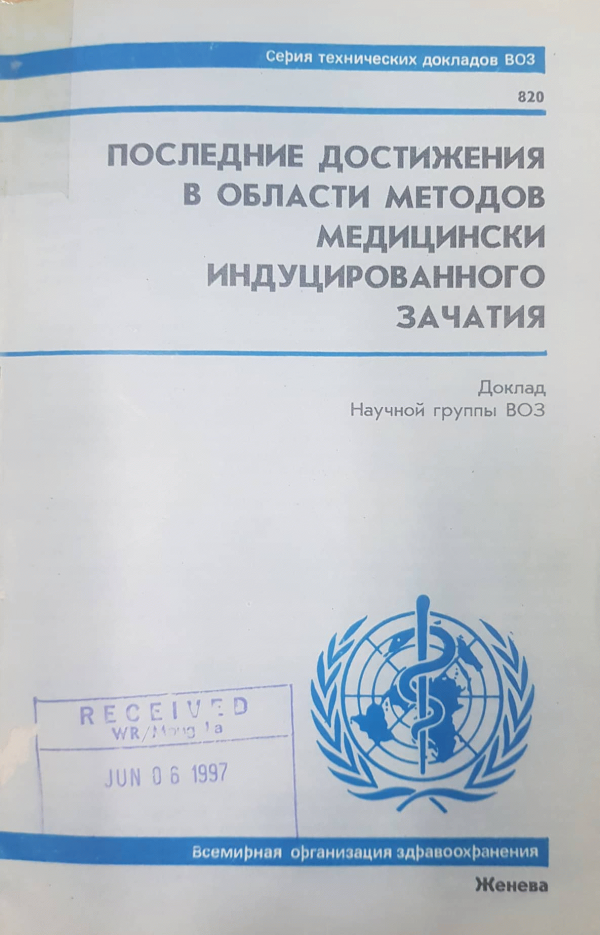 Серия технических докладов ВОЗ
820
ПОСЛЕДНИЕ ДОСТИЖЕНИЯ
В ОБЛАСТИ МЕТОДОВ
МЕДИЦИНСКИ
ИНДУЦИРОВАННОГО
ЗАЧАТИЯ
Доклад
Научной группы ВОЗ
RECEIVED
WR/
JUN 06 1997
Всемирная организация здравоохранения
Женева